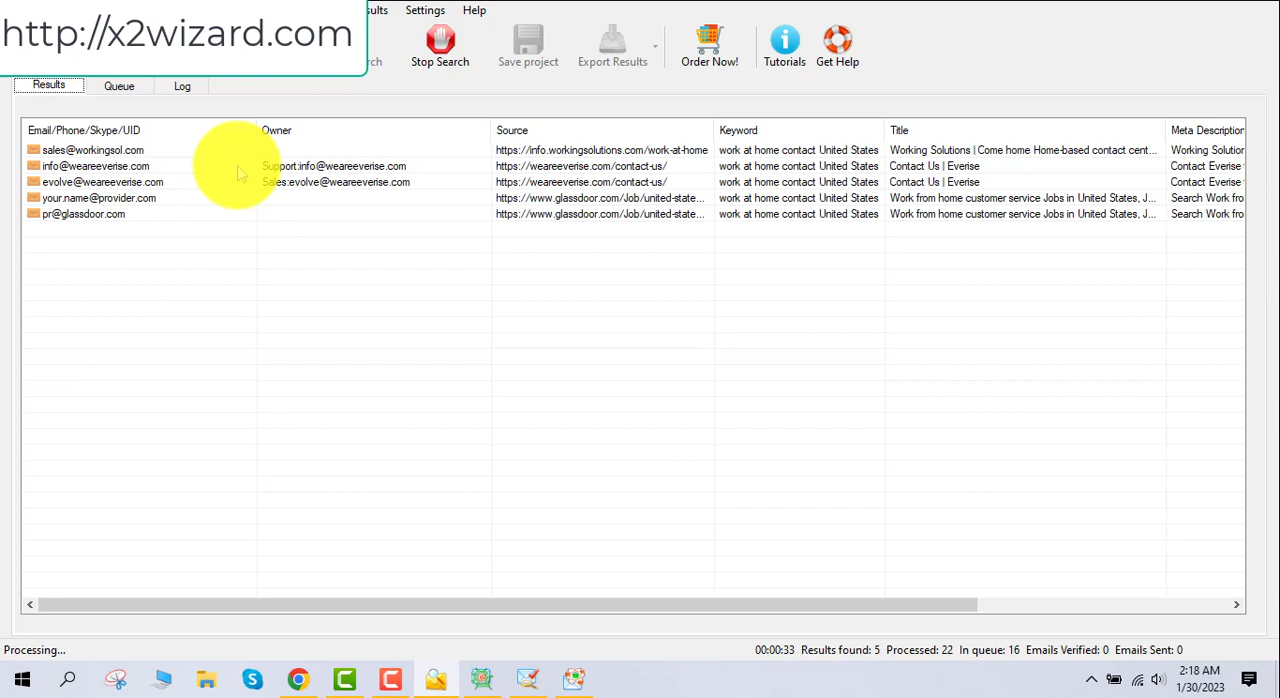 http://x2wizard.com
sults Settings Help
ch Stop Search Save project Export Results Order Now! Tutorials Get Help
Results Queue Log
Email/Phone/Skype/UID Owner Source Keyword Title Meta Description
sales@workingsol.com https://info.workingsolutions.com/work-at-home work at home contact United States Working Solutions | Come home Home-based contact cent... Working Solution
info@weareeverise.com Support:info@weareeverise.com https://weareeverise.com/contact-us/ work at home contact United States Contact Us | Everise Contact Everise
evolve@weareeverise.com Sales:evolve@weareeverise.com https://weareeverise.com/contact-us/ work at home contact United States Contact Us | Everise Contact Everise
your.name@provider.com https://www.glassdoor.com/Job/united-state... work at home contact United States Work from home customer service Jobs in United States, J... Search Work fro
pr@glassdoor.com https://www.glassdoor.com/Job/united-state... work at home contact United States Work from home customer service Jobs in United States, J... Search Work fro
Processing... 00:00:33 Results found: 5 Processed: 22 In queue: 16 Emails Verified: 0 Emails Sent: 0
2:18 AM
1/30/2023